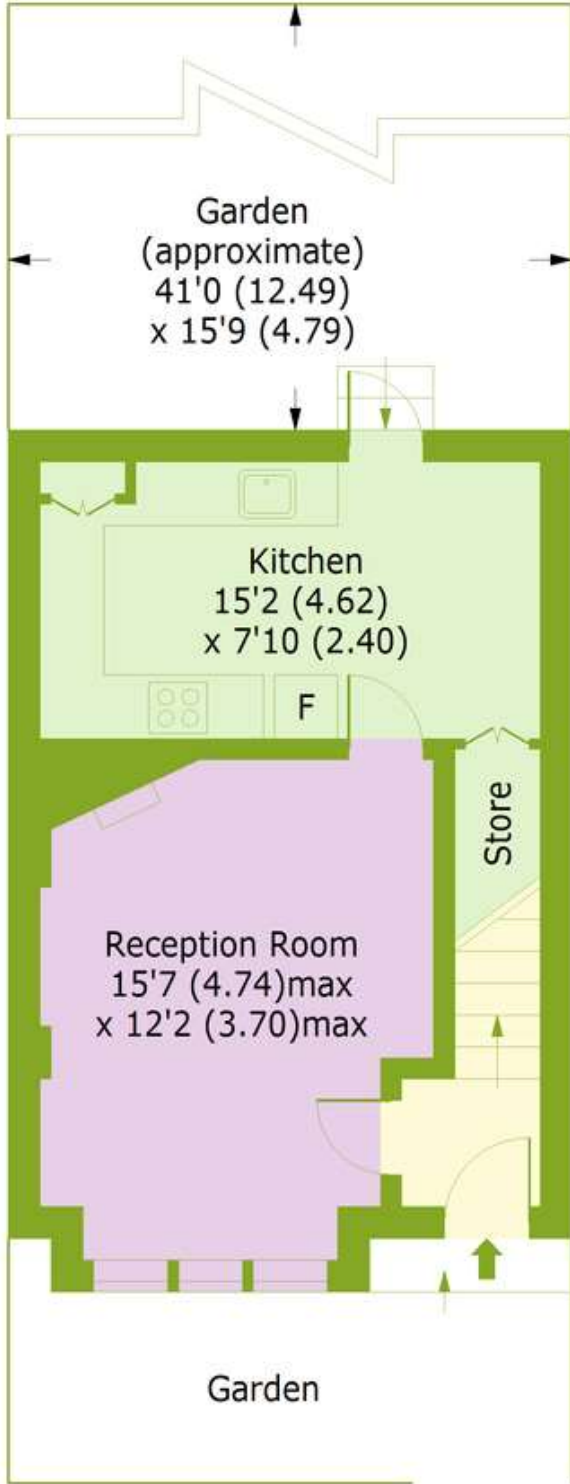 Garden
(approximate)
41'0 (12.49)
x 15'9 (4.79)
Kitchen
15'2 (4.62)
x 7'10 (2.40)
F
Store
Reception Room
15'7 (4.74)max
x 12'2 (3.70)max
Garden